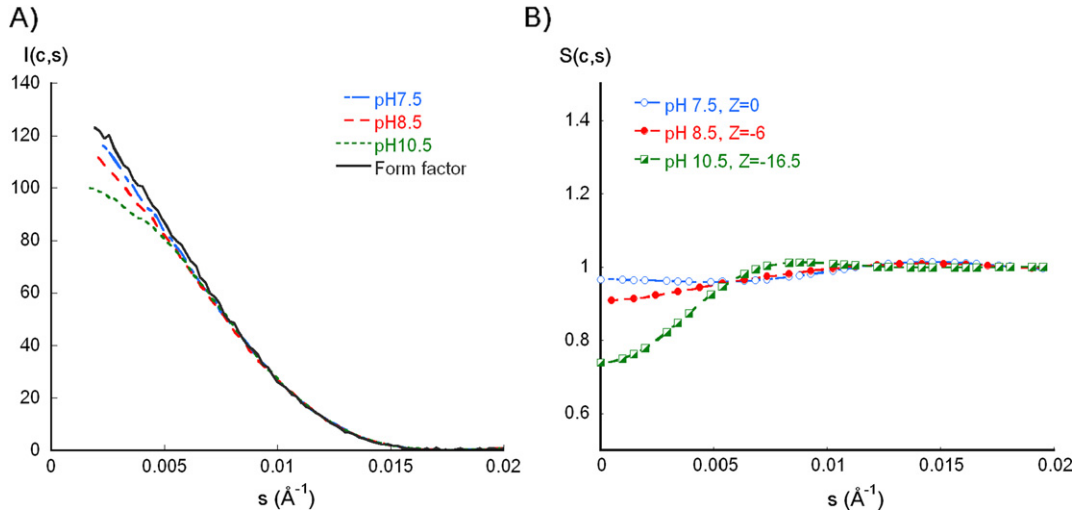 A)
I(c,s)
140
120
100
80
60
40
20
0
pH7.5
pH8.5
pH10.5
Form factor
0 0.005 0.01 0.015 0.02
s (Å⁻¹)
B)
S(c,s)
1.4
1.2
1
0.8
0.6
pH 7.5, Z=0
pH 8.5, Z=-6
pH 10.5, Z=-16.5
0 0.005 0.01 0.015 0.02
s (Å⁻¹)